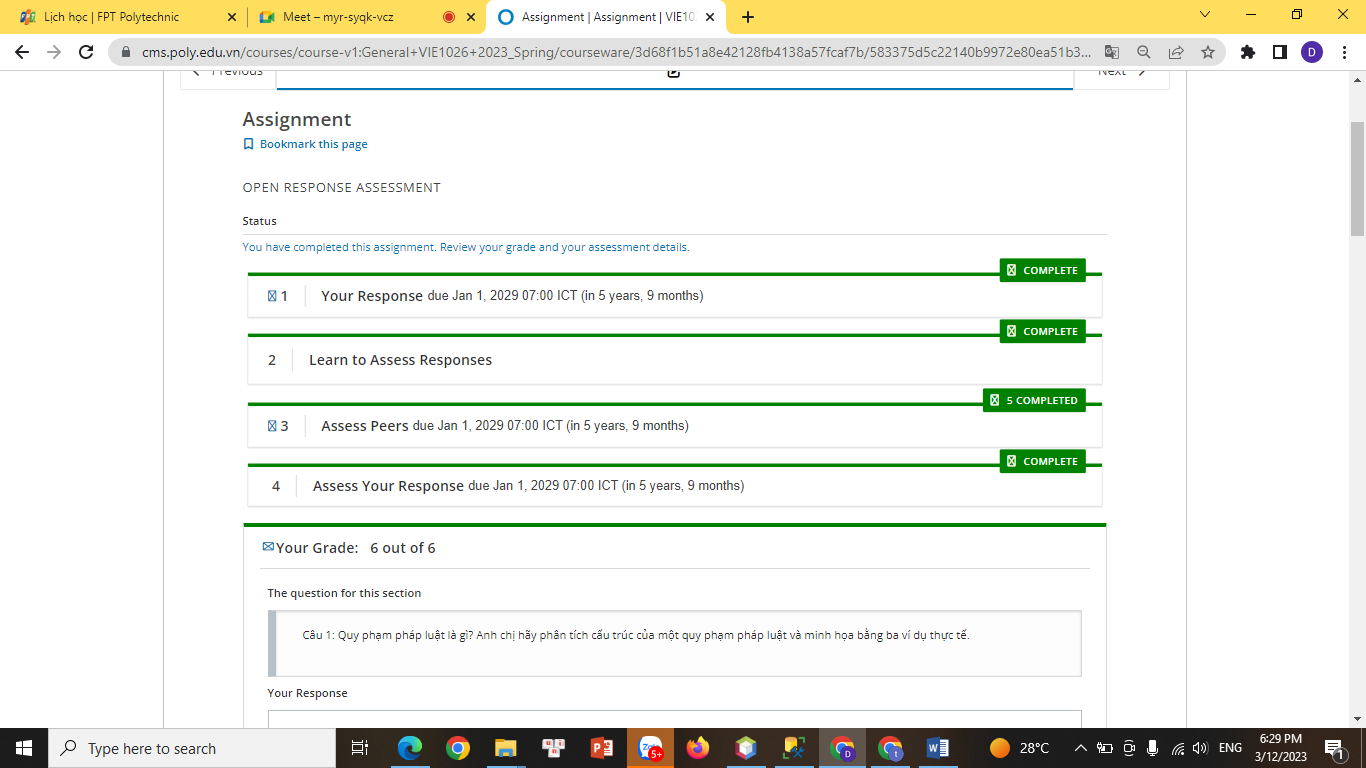 Lịch học | FPT Polytechnic
Meet – myr-syqk-vcz
Assignment | Assignment | VIE10
cms.poly.edu.vn/courses/course-v1:General+VIE1026+2023_Spring/courseware/3d68f1b51a8e42128fb4138a57fcaf7b/583375d5c22140b9972e80ea51b3...
D
Previous
Next
Assignment
Bookmark this page
OPEN RESPONSE ASSESSMENT
Status
You have completed this assignment. Review your grade and your assessment details.
COMPLETE
1 Your Response due Jan 1, 2029 07:00 ICT (in 5 years, 9 months)
COMPLETE
2 Learn to Assess Responses
5 COMPLETED
3 Assess Peers due Jan 1, 2029 07:00 ICT (in 5 years, 9 months)
COMPLETE
4 Assess Your Response due Jan 1, 2029 07:00 ICT (in 5 years, 9 months)
Your Grade: 6 out of 6
The question for this section
Câu 1: Quy phạm pháp luật là gì? Anh chị hãy phân tích cấu trúc của một quy phạm pháp luật và minh họa bằng ba ví dụ thực tế.
Your Response
Type here to search
5+
D
t
28°C
ENG
6:29 PM
3/12/2023
1